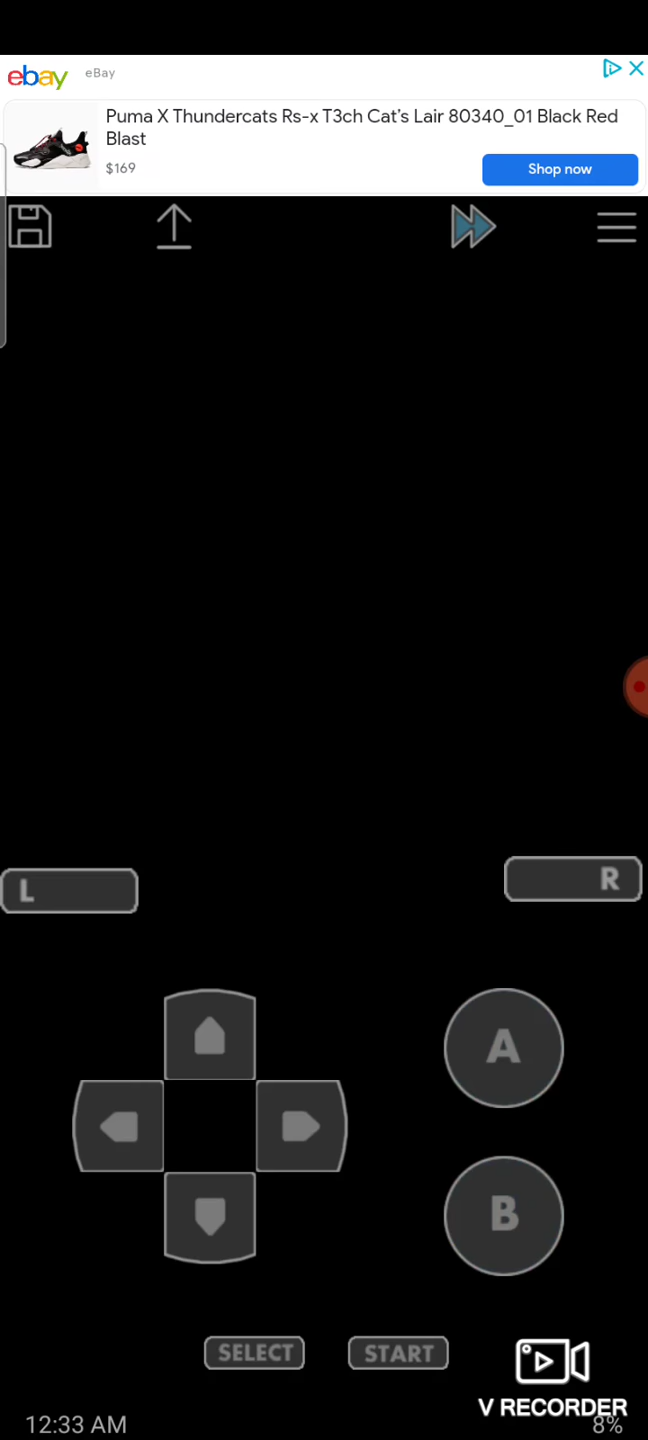 ebay eBay
Puma X Thundercats Rs-x T3ch Cat's Lair 80340_01 Black Red
Blast
$169
Shop now
L
R
A
B
SELECT
START
V RECORDER
12:33 AM
8%